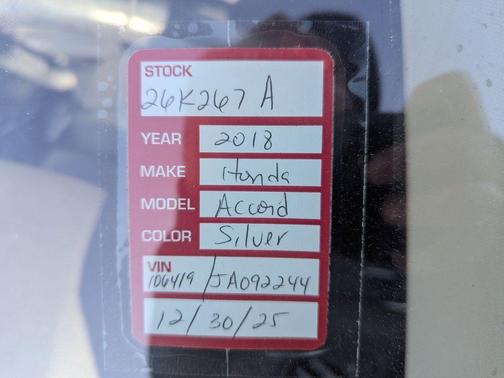 STOCK
26K267 A
YEAR 2018
MAKE Honda
MODEL Accord
COLOR Silver
VIN
106419/JA092244
12/30/25